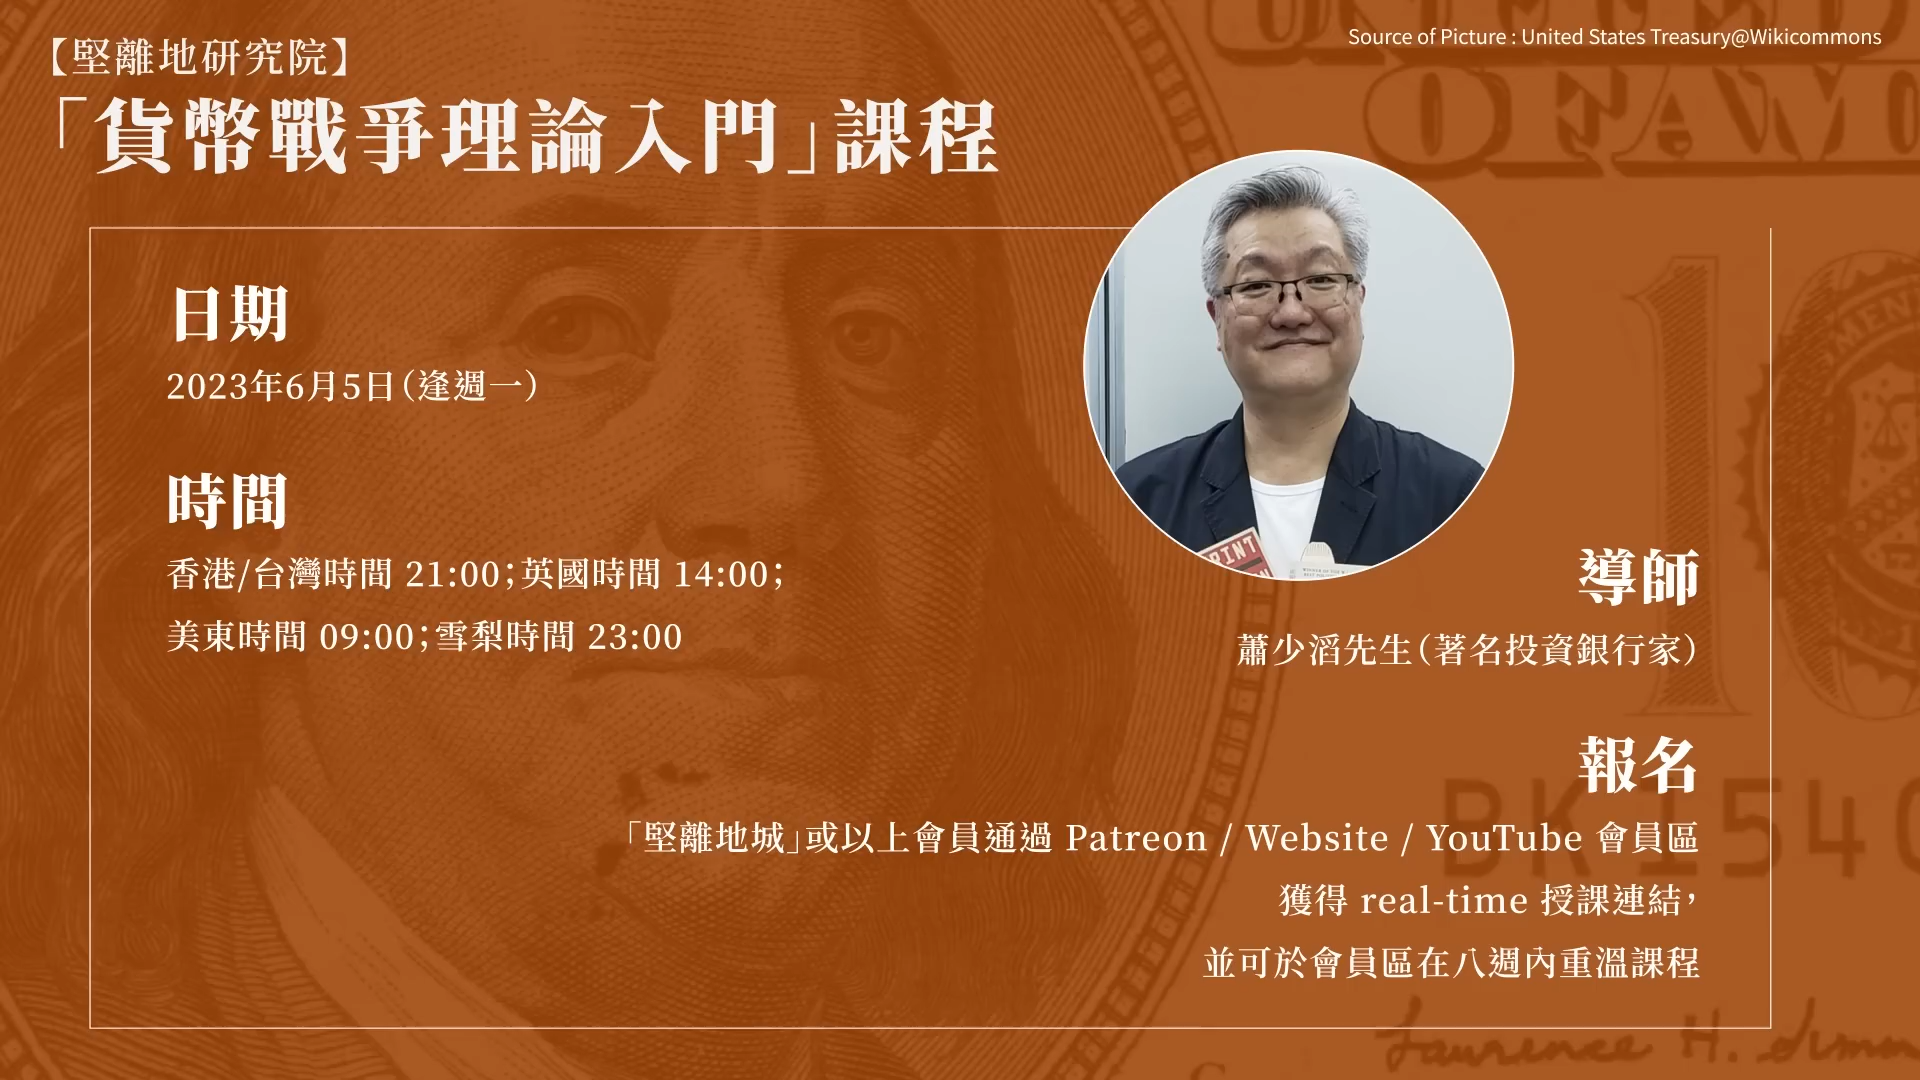 【堅離地研究院】
「貨幣戰爭理論入門」課程
Source of Picture : United States Treasury@Wikicommons
OF AM
日期
2023年6月5日（逢週一）
時間
香港/台灣時間 21:00；英國時間 14:00；
美東時間 09:00；雪梨時間 23:00
PRINT
導師
蕭少滔先生（著名投資銀行家）
報名
「堅離地城」或以上會員通過 Patreon / Website / YouTube 會員區
獲得 real-time 授課連結，
並可於會員區在八週內重溫課程
BK1540
Laurence H. Summ